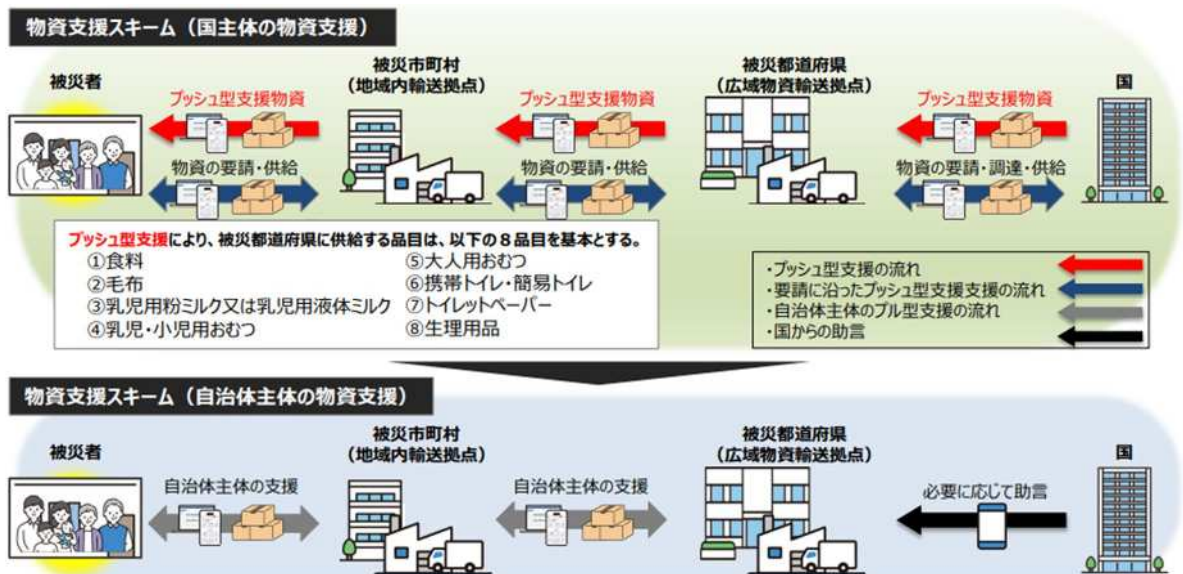 物資支援スキーム（国主体の物資支援）
被災者
被災市町村
（地域内輸送拠点）
被災都道府県
（広域物資輸送拠点）
国
プッシュ型支援物資
プッシュ型支援物資
プッシュ型支援物資
物資の要請・供給
物資の要請・供給
物資の要請・調達・供給
プッシュ型支援により、被災都道府県に供給する品目は、以下の８品目を基本とする。
①食料
②毛布
③乳児用粉ミルク又は乳児用液体ミルク
④乳児・小児用おむつ
⑤大人用おむつ
⑥携帯トイレ・簡易トイレ
⑦トイレットペーパー
⑧生理用品
・プッシュ型支援の流れ
・要請に沿ったプッシュ型支援支援の流れ
・自治体主体のプル型支援の流れ
・国からの助言
物資支援スキーム（自治体主体の物資支援）
被災者
被災市町村
（地域内輸送拠点）
被災都道府県
（広域物資輸送拠点）
国
自治体主体の支援
自治体主体の支援
必要に応じて助言